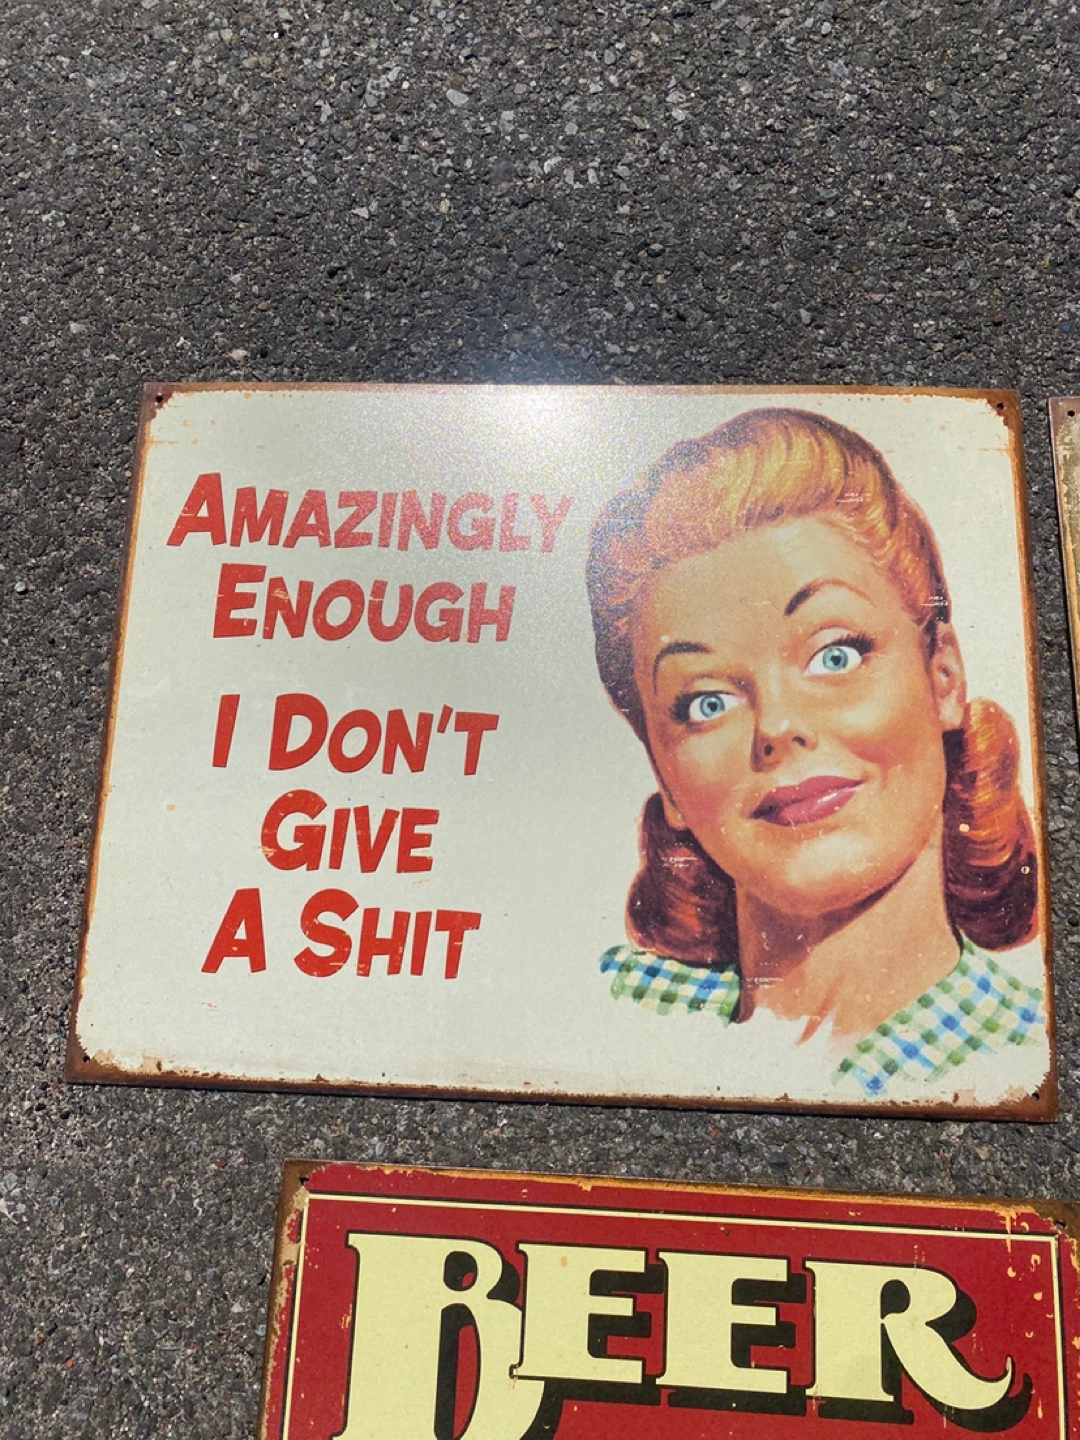 Amazingly
Enough
I Don't
Give
A Shit
BEER